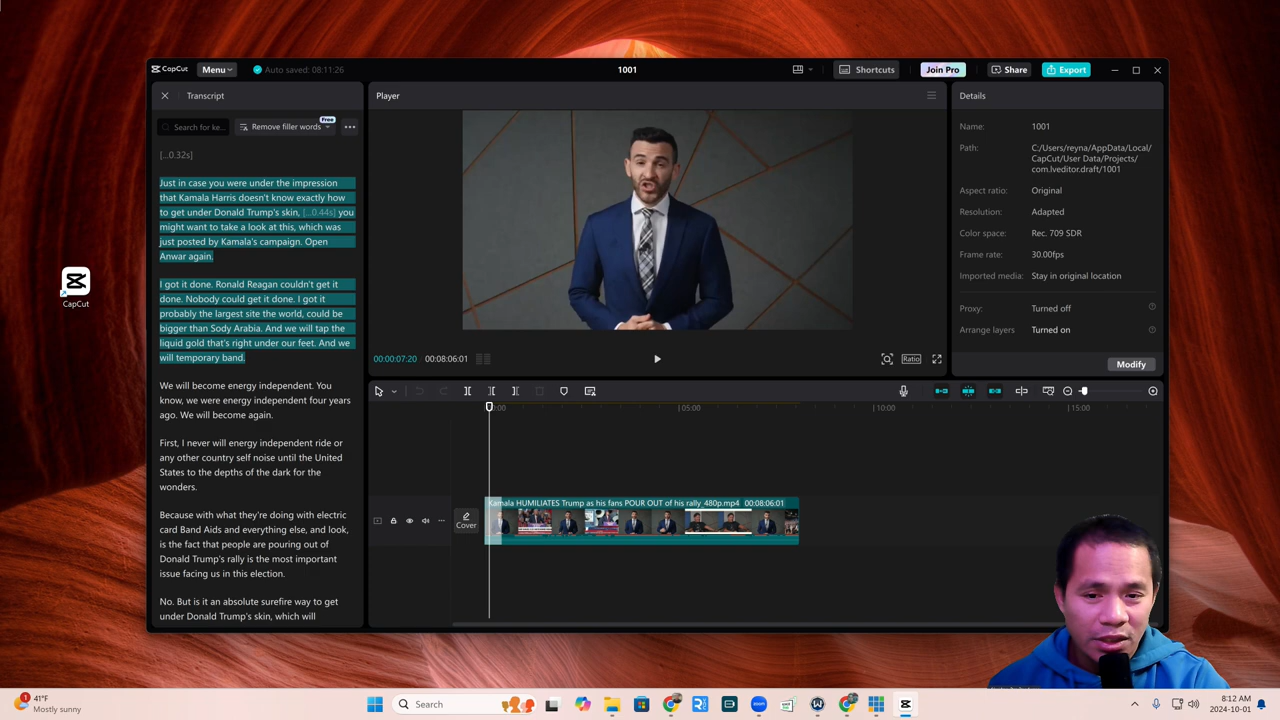 CapCut
Menu
Auto saved: 08:11:26
1001
Shortcuts
Join Pro
Share
Export
Transcript
Search for ke...
Remove filler words
Free
[...0.32s]
Just in case you were under the impression
that Kamala Harris doesn't know exactly how
to get under Donald Trump's skin, [...0.44s] you
might want to take a look at this, which was
just posted by Kamala's campaign. Open
Anwar again.
I got it done. Ronald Reagan couldn't get it
done. Nobody could get it done. I got it
probably the largest site the world, could be
bigger than Sody Arabia. And we will tap the
liquid gold that's right under our feet. And we
will temporary band.
We will become energy independent. You
know, we were energy independent four years
ago. We will become again.
First, I never will energy independent ride or
any other country self noise until the United
States to the depths of the dark for the
wonders.
Because with what they're doing with electric
card Band Aids and everything else, and look,
is the fact that people are pouring out of
Donald Trump's rally is the most important
issue facing us in this election.
No. But is it an absolute surefire way to get
under Donald Trump's skin, which will
Player
00:00:07:20
00:08:06:01
Ratio
Details
Name:
1001
Path:
C:/Users/reyna/AppData/Local/
CapCut/User Data/Projects/
com.lveditor.draft/1001
Aspect ratio:
Original
Resolution:
Adapted
Color space:
Rec. 709 SDR
Frame rate:
30.00fps
Imported media:
Stay in original location
Proxy:
Turned off
Arrange layers
Turned on
Modify
05:00
10:00
15:00
Cover
Kamala HUMILIATES Trump as his fans POUR OUT of his rally 480p.mp4
00:08:06:01
CapCut
1
41°F
Mostly sunny
Search
zoom
8:12 AM
2024-10-01